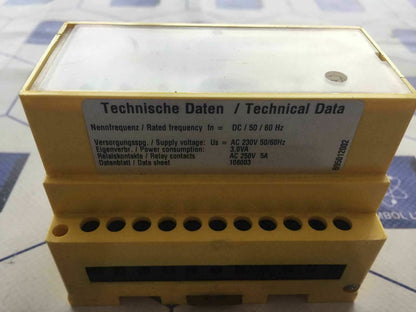 Technische Daten / Technical Data
Nennfrequenz / Rated frequency fn = DC / 50 / 60 Hz
Versorgungsspg. / Supply voltage: Us = AC 230V 50/60Hz
Eigenverbr. / Power consumption: 3,0VA
Relaiskontakte / Relay contacts AC 250V 5A
Datenblatt / Data sheet 106003
895012002